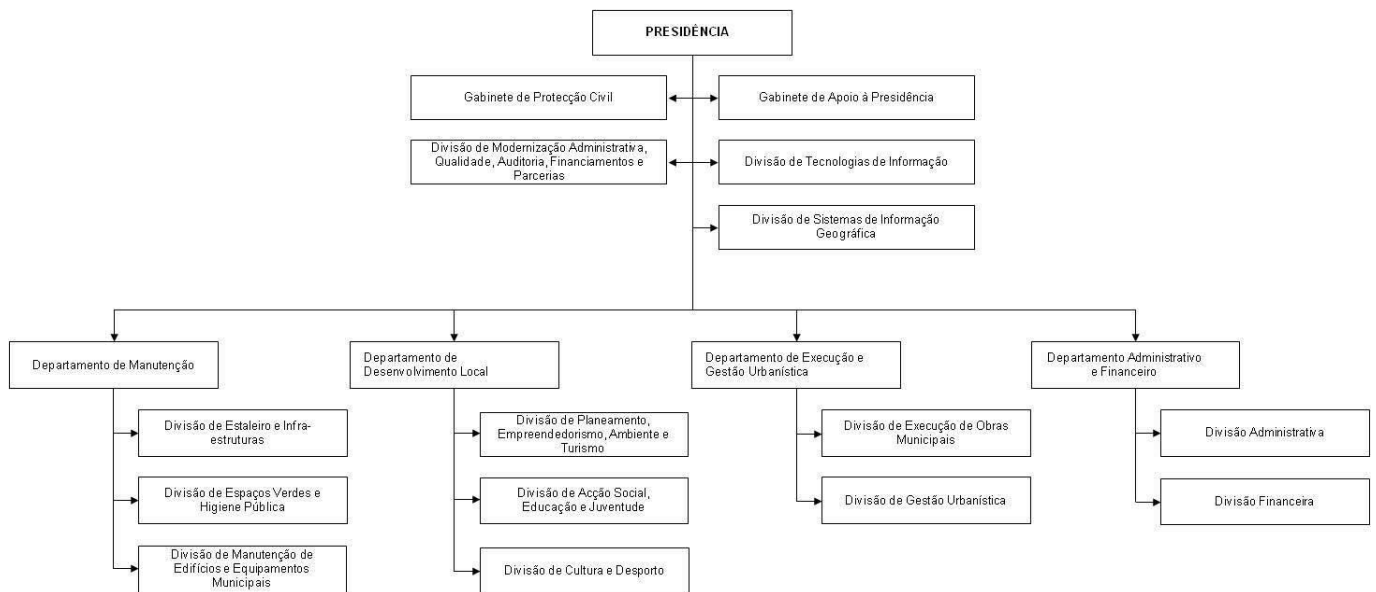 PRESIDÊNCIA
Gabinete de Protecção Civil
Gabinete de Apoio à Presidência
Divisão de Modernização Administrativa,
Qualidade, Auditoria, Financiamentos e
Parcerias
Divisão de Tecnologias de Informação
Divisão de Sistemas de Informação
Geográfica
Departamento de Manutenção
Departamento de
Desenvolvimento Local
Departamento de Execução e
Gestão Urbanística
Departamento Administrativo
e Financeiro
Divisão de Estaleiro e Infra-
estruturas
Divisão de Planeamento,
Empreendedorismo, Ambiente e
Turismo
Divisão de Execução de Obras
Municipais
Divisão Administrativa
Divisão de Espaços Verdes e
Higiene Pública
Divisão de Acção Social,
Educação e Juventude
Divisão de Gestão Urbanística
Divisão Financeira
Divisão de Manutenção de
Edifícios e Equipamentos
Municipais
Divisão de Cultura e Desporto